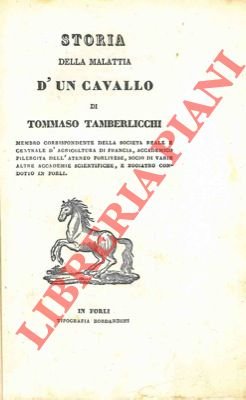 STORIA
DELLA MALATTIA
D'UN CAVALLO
DI
TOMMASO TAMBERLICCHI
MEMBRO CORRISPONDENTE DELLA SOCIETÀ REALE E
CENTRALE D'AGRICOLTURA DI FRANCIA, ACCADEMICO
FILERGITA DELL'ATENEO FORLIVESE, SOCIO DI VARIE
ALTRE ACCADEMIE SCIENTIFICHE, E ZOOIATRO CON-
DOTTO IN FORLÌ.
IN FORLÌ
TIPOGRAFIA BORDANDINI
LIBRERIA PIANI